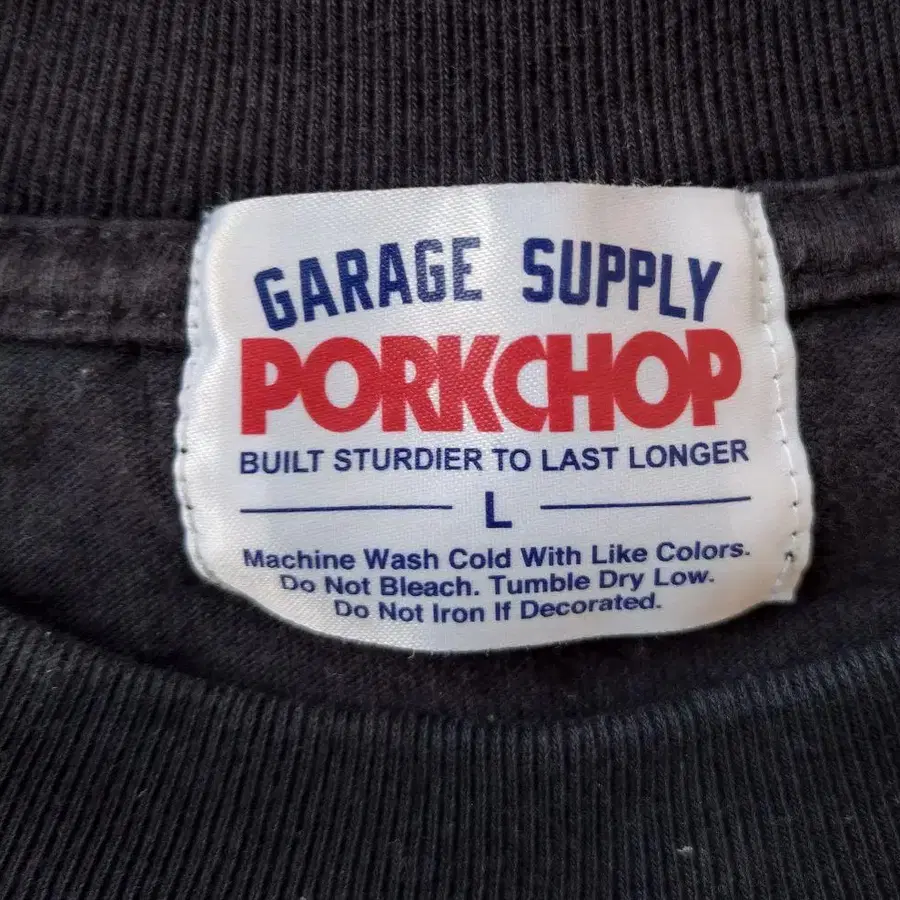 GARAGE SUPPLY
PORKCHOP
BUILT STURDIER TO LAST LONGER
L
Machine Wash Cold With Like Colors.
Do Not Bleach. Tumble Dry Low.
Do Not Iron If Decorated.